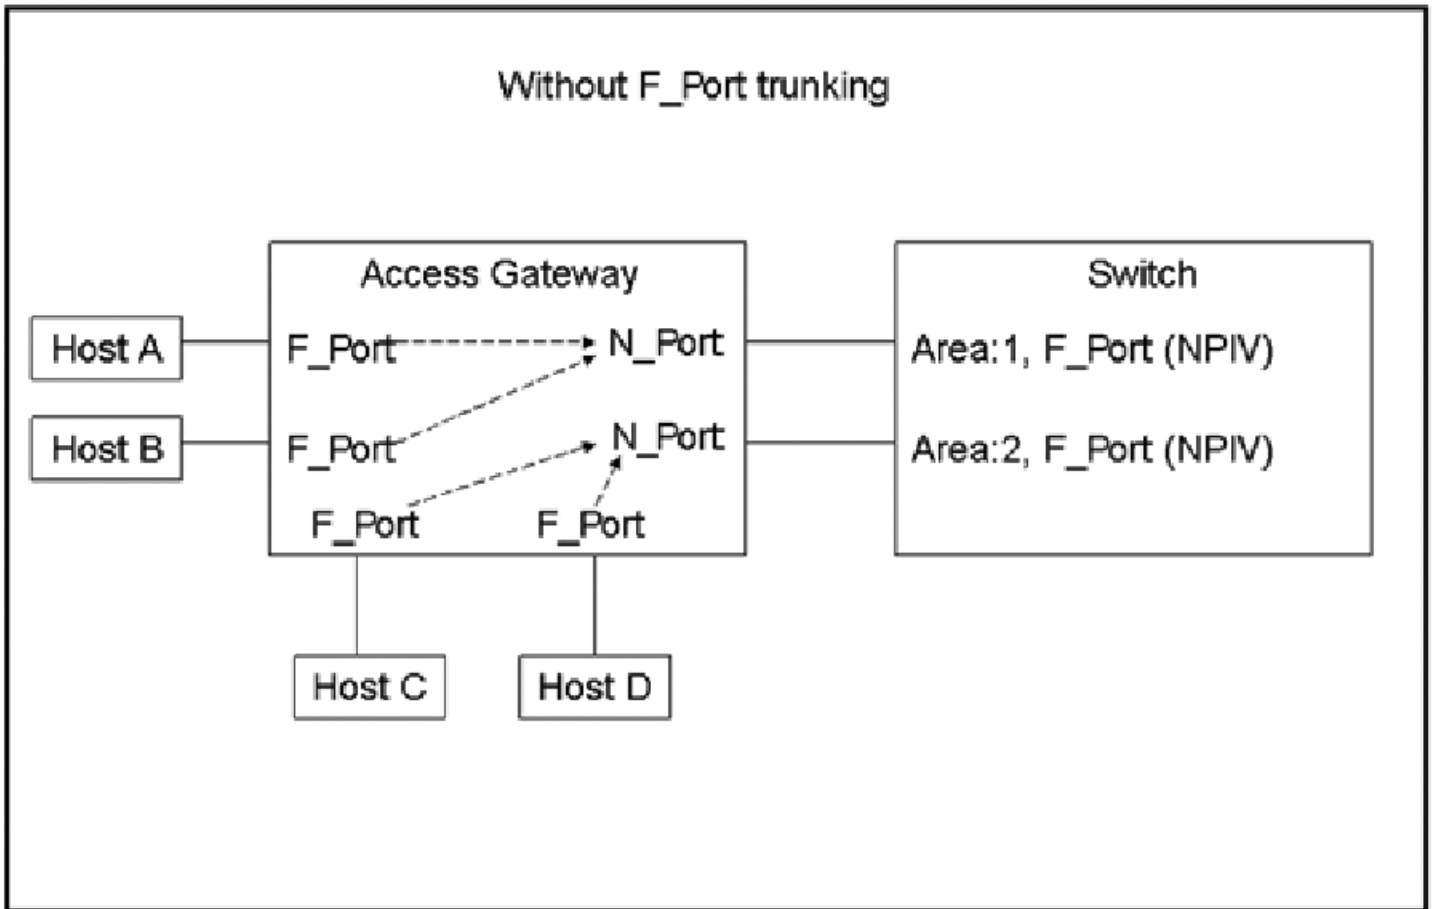 Without F_Port trunking
Access Gateway
Switch
Host A
F_Port
N_Port
Area:1, F_Port (NPIV)
Host B
F_Port
N_Port
Area:2, F_Port (NPIV)
F_Port
F_Port
Host C
Host D